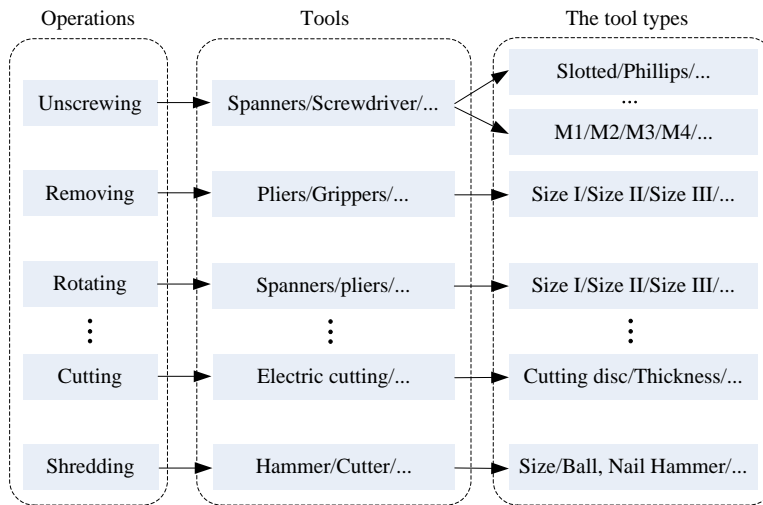 Operations
Tools
The tool types
Unscrewing
Spanners/Screwdriver/...
Slotted/Phillips/...
...
M1/M2/M3/M4/...
Removing
Pliers/Grippers/...
Size I/Size II/Size III/...
Rotating
Spanners/pliers/...
Size I/Size II/Size III/...
Cutting
Electric cutting/...
Cutting disc/Thickness/...
Shredding
Hammer/Cutter/...
Size/Ball, Nail Hammer/...